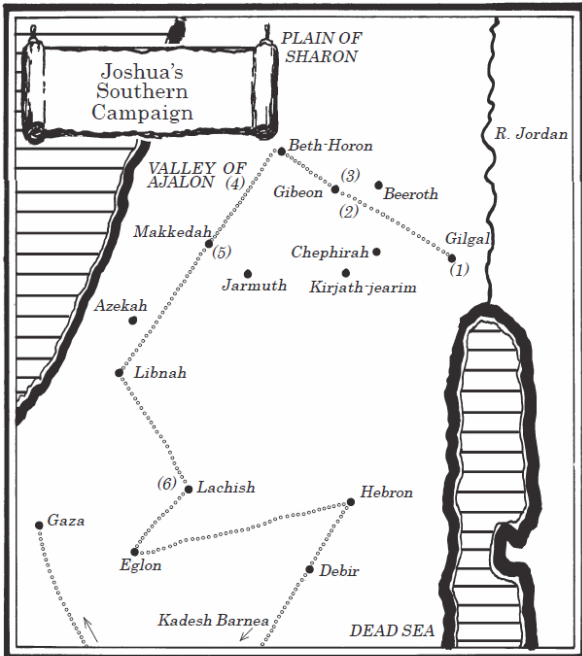 PLAIN OF
SHARON
Joshua's
Southern
Campaign
R. Jordan
Beth-Horon
VALLEY OF
AJALON (4)
(3)
Gibeon
Beeroth
(2)
Makkedah
(5)
Gilgal
(1)
Chephirah
Jarmuth
Kirjath-jearim
Azekah
Libnah
(6)
Lachish
Hebron
Gaza
Eglon
Debir
Kadesh Barnea
DEAD SEA